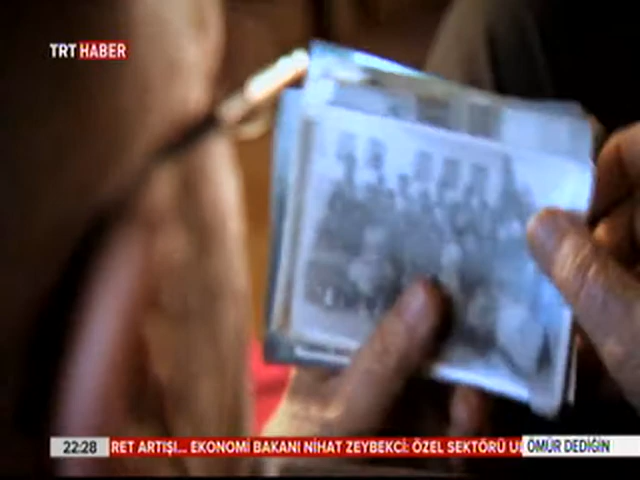 TRT HABER
22:28 RET ARTIŞI... EKONOMİ BAKANI NİHAT ZEYBEKCİ: ÖZEL SEKTÖRÜ ÖMÜR DEDİĞİN